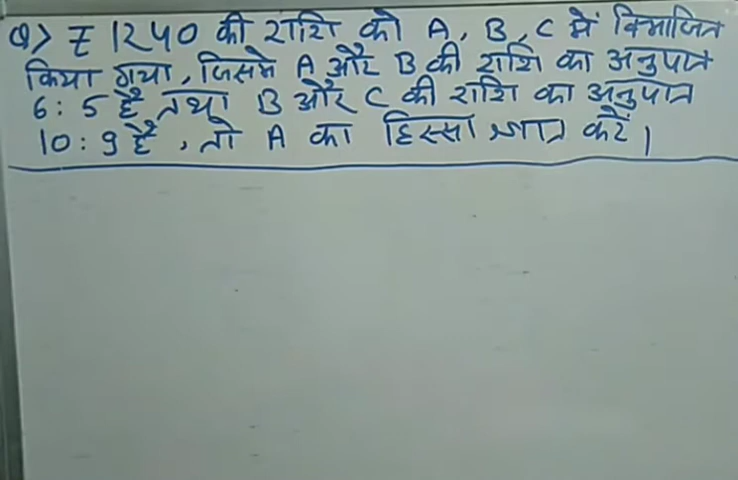 Q> ₹ 1240 की राशि को A, B, C में विभाजित
किया गया, जिसमे A और B की राशि का अनुपात
6 : 5 है तथा B और C की राशि का अनुपात
10 : 9 है, तो A का हिस्सा ज्ञात करें।